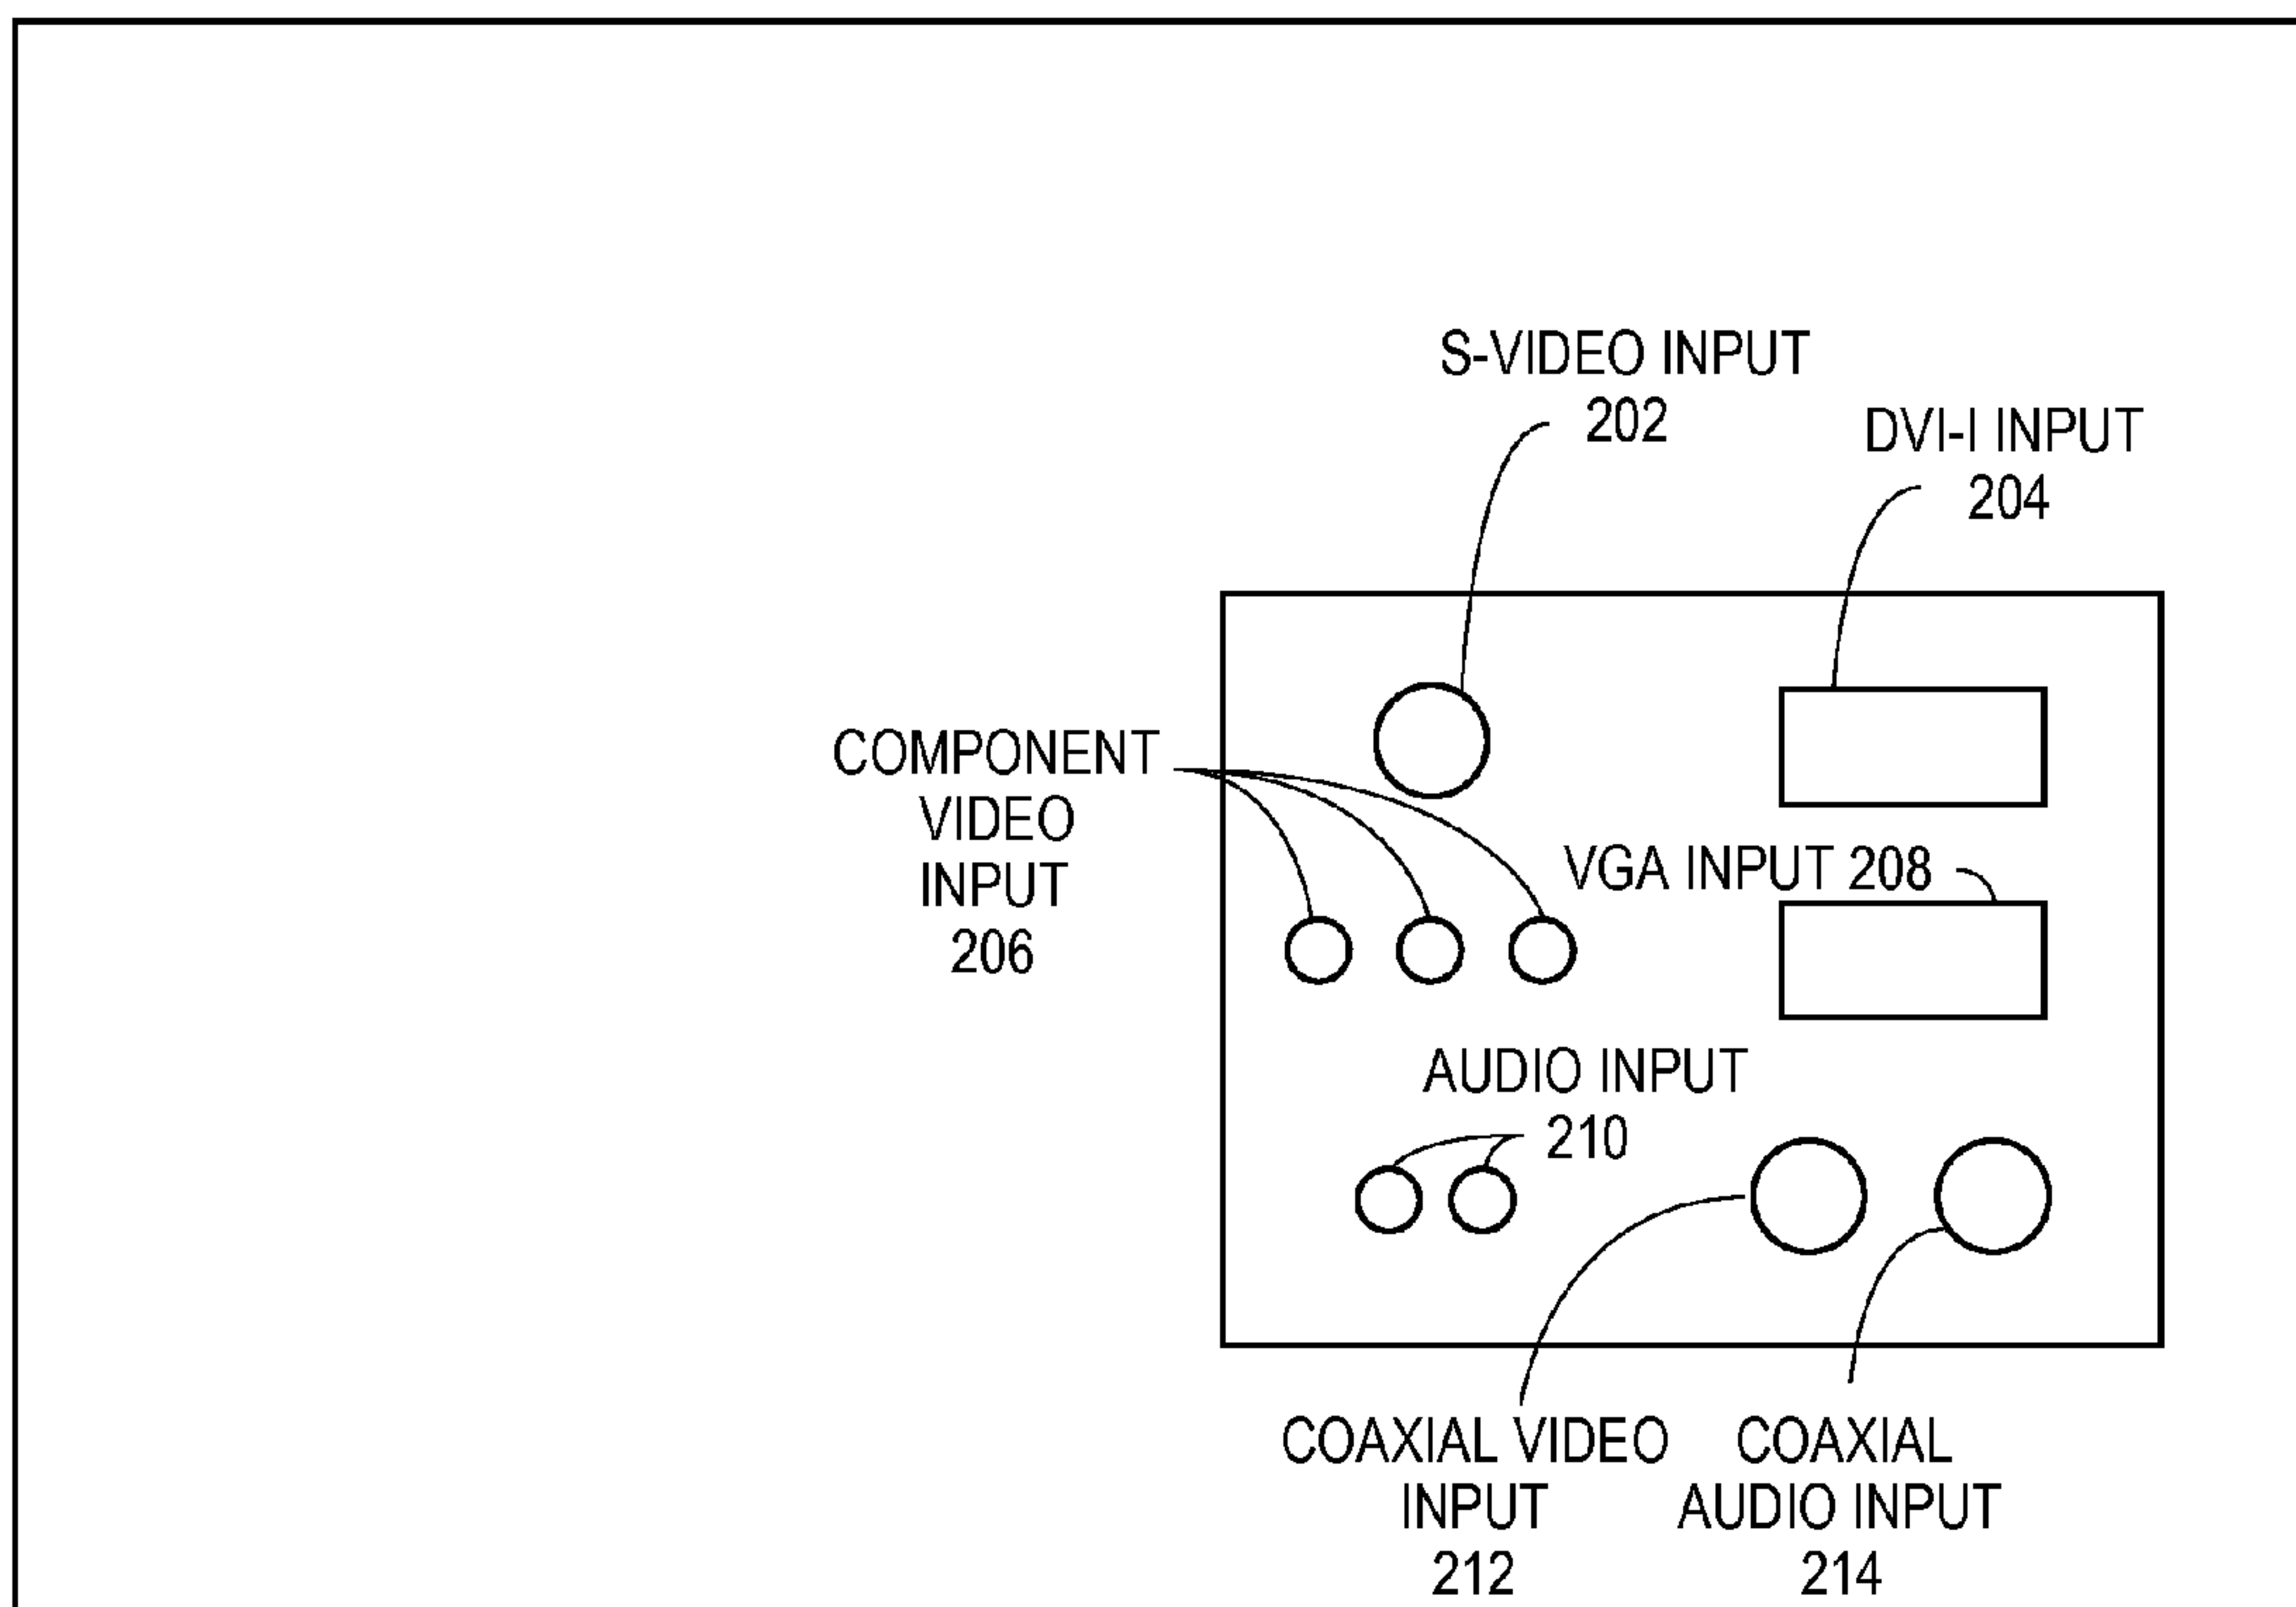 S-VIDEO INPUT
202
DVI-I INPUT
204
COMPONENT
VIDEO
INPUT
206
VGA INPUT 208
AUDIO INPUT
210
COAXIAL VIDEO
INPUT
212
COAXIAL
AUDIO INPUT
214